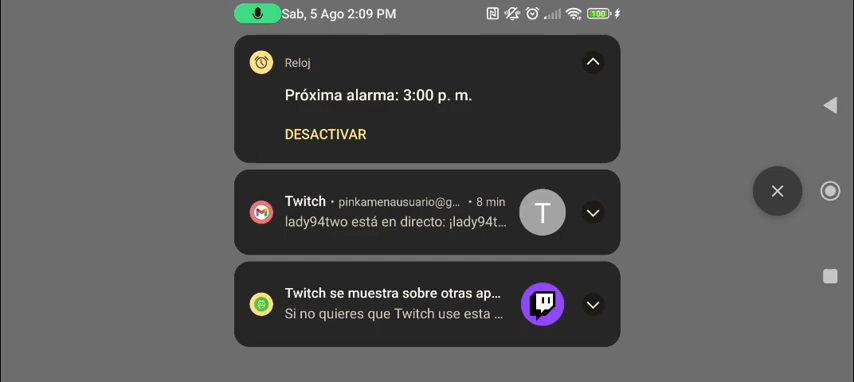 Sab, 5 Ago 2:09 PM 100
Reloj
Próxima alarma: 3:00 p. m.
DESACTIVAR
Twitch • pinkamenausuario@g... • 8 min
lady94two está en directo: ¡lady94t...
T
Twitch se muestra sobre otras ap...
Si no quieres que Twitch use esta ...